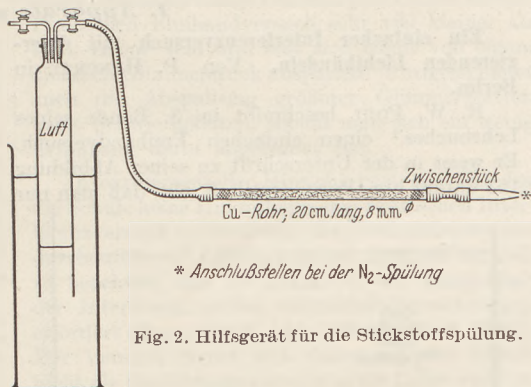 Luft
Zwischenstück
*
Cu-Rohr, 20 cm lang, 8 mm ⌀
* Anschlußstellen bei der N₂-Spülung
Fig. 2. Hilfsgerät für die Stickstoffspülung.